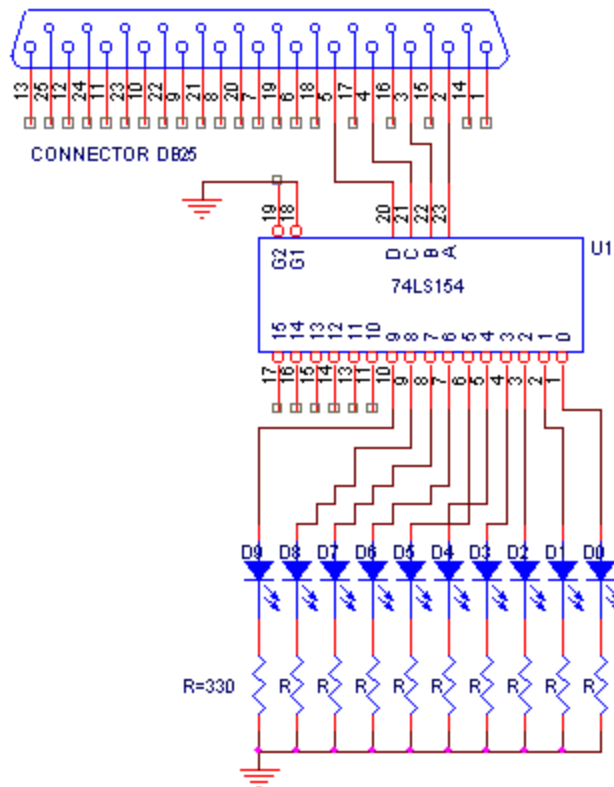 13 25 12 24 11 23 10 22 9 21 8 20 7 19 6 18 5 17 4 16 3 15 2 14 1
CONNECTOR DB25
19 18 20 21 22 23
G2 G1 D C B A
U1
74LS154
15 14 13 12 11 10 9 8 7 6 5 4 3 2 1 0
17 16 15 14 13 11 10 9 8 7 6 5 4 3 2 1
D9 D8 D7 D6 D5 D4 D3 D2 D1 D0
R=330 R R R R R R R R R